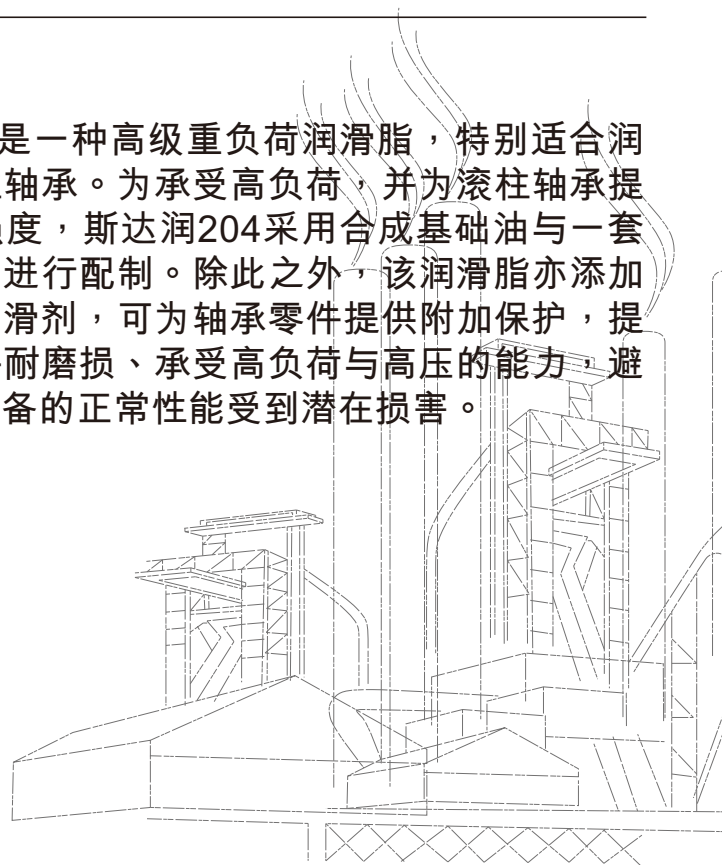 是一种高级重负荷润滑脂，特别适合润
轴承。为承受高负荷，并为滚柱轴承提
度，斯达润204采用合成基础油与一套
进行配制。除此之外，该润滑脂亦添加
滑剂，可为轴承零件提供附加保护，提
耐磨损、承受高负荷与高压的能力，避
备的正常性能受到潜在损害。